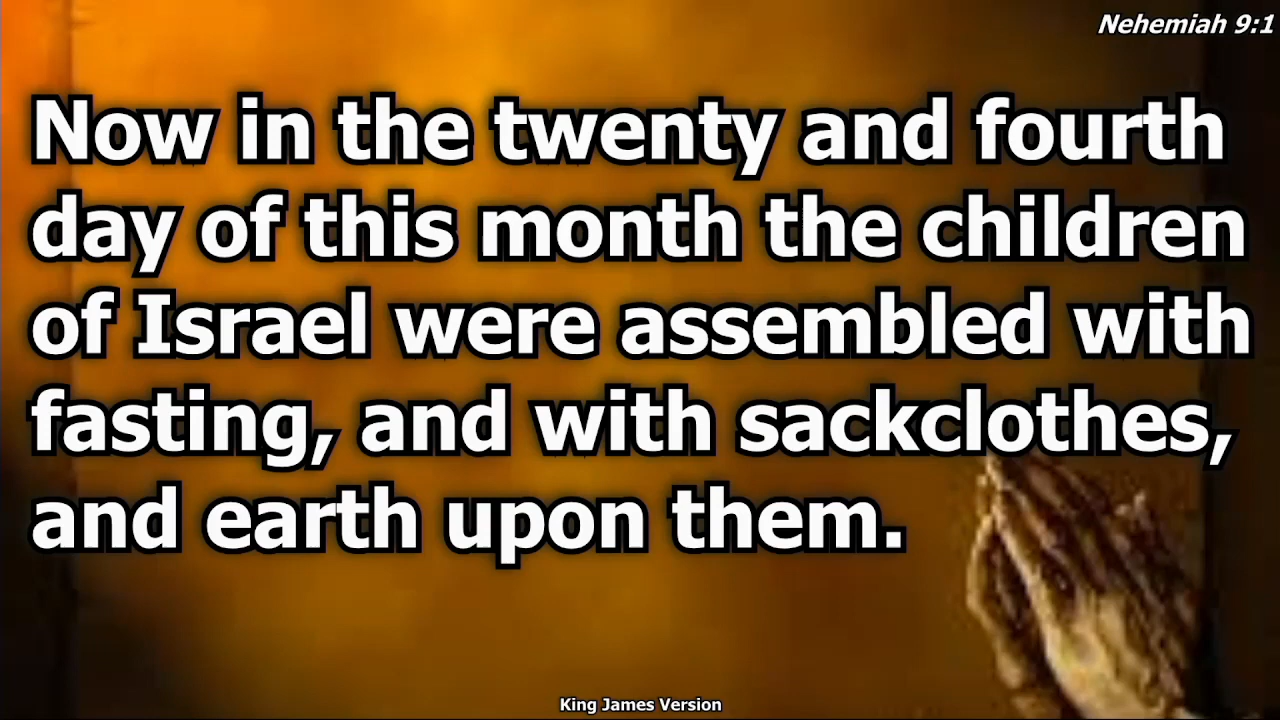 Nehemiah 9:1
Now in the twenty and fourth
day of this month the children
of Israel were assembled with
fasting, and with sackclothes,
and earth upon them.
King James Version